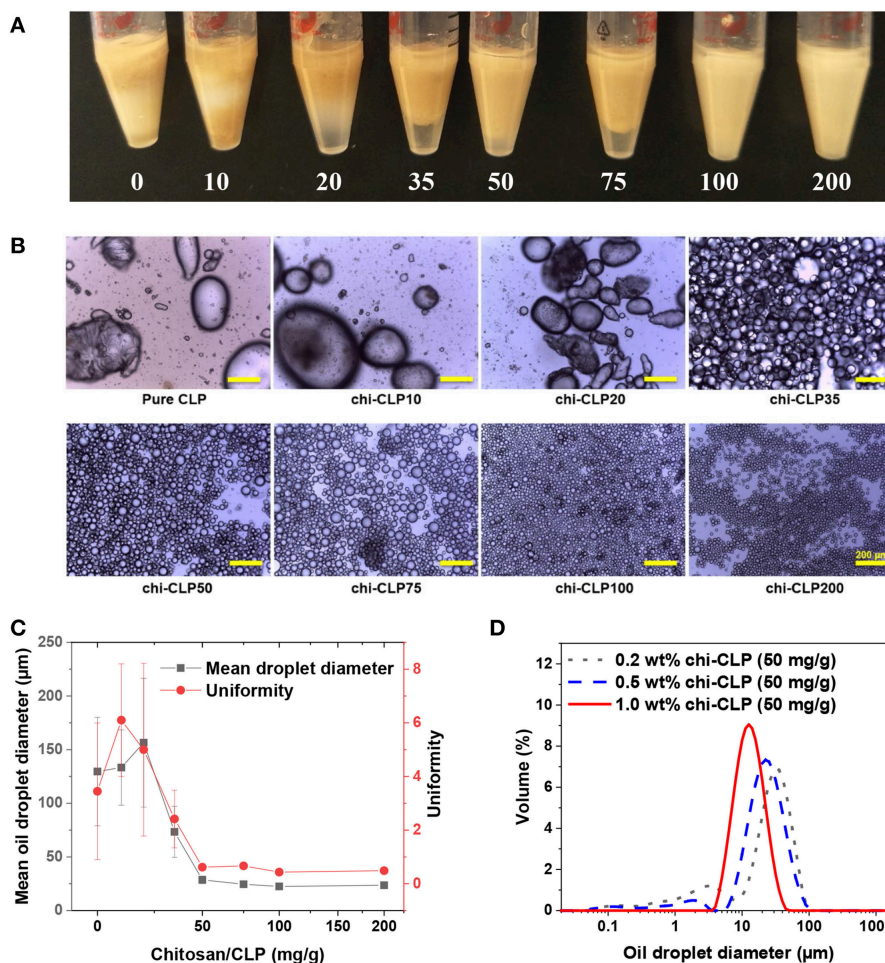 A
0 10 20 35 50 75 100 200
B
Pure CLP chi-CLP10 chi-CLP20 chi-CLP35
200 µm
chi-CLP50 chi-CLP75 chi-CLP100 chi-CLP200
C
250
200
150
100
50
0
Mean oil droplet diameter (µm)
Mean droplet diameter
Uniformity
8
6
4
2
0
Uniformity
0 50 100 150 200
Chitosan/CLP (mg/g)
D
12
10
8
6
4
2
0
Volume (%)
0.2 wt% chi-CLP (50 mg/g)
0.5 wt% chi-CLP (50 mg/g)
1.0 wt% chi-CLP (50 mg/g)
0.1 1 10 100 1000
Oil droplet diameter (µm)